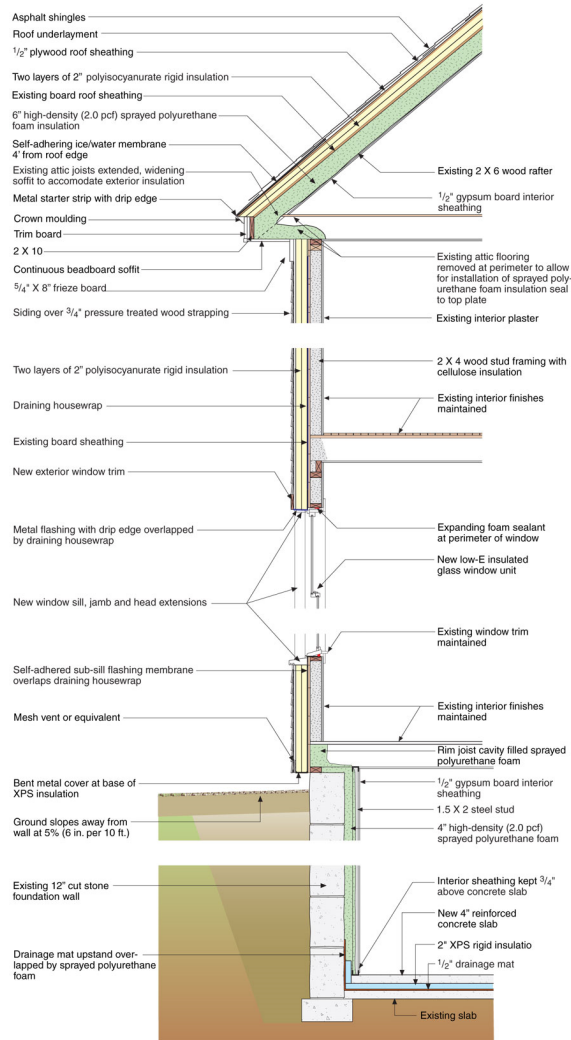 Asphalt shingles
Roof underlayment
1/2" plywood roof sheathing
Two layers of 2" polyisocyanurate rigid insulation
Existing board roof sheathing
6" high-density (2.0 pcf) sprayed polyurethane
foam insulation
Self-adhering ice/water membrane
4' from roof edge
Existing attic joists extended, widening
soffit to accomodate exterior insulation
Metal starter strip with drip edge
Crown moulding
Trim board
2 X 10
Continuous beadboard soffit
5/4" X 8" frieze board
Siding over 3/4" pressure treated wood strapping
Existing 2 X 6 wood rafter
1/2" gypsum board interior
sheathing
Existing attic flooring
removed at perimeter to allow
for installation of sprayed poly-
urethane foam insulation seal
to top plate
Existing interior plaster
Two layers of 2" polyisocyanurate rigid insulation
Draining housewrap
Existing board sheathing
New exterior window trim
Metal flashing with drip edge overlapped
by draining housewrap
New window sill, jamb and head extensions
Self-adhered sub-sill flashing membrane
overlaps draining housewrap
Mesh vent or equivalent
Bent metal cover at base of
XPS insulation
Ground slopes away from
wall at 5% (6 in. per 10 ft.)
2 X 4 wood stud framing with
cellulose insulation
Existing interior finishes
maintained
Expanding foam sealant
at perimeter of window
New low-E insulated
glass window unit
Existing window trim
maintained
Existing interior finishes
maintained
Rim joist cavity filled sprayed
polyurethane foam
1/2" gypsum board interior
sheathing
1.5 X 2 steel stud
4" high-density (2.0 pcf)
sprayed polyurethane foam
Existing 12" cut stone
foundation wall
Drainage mat upstand over-
lapped by sprayed polyurethane
foam
Interior sheathing kept 3/4"
above concrete slab
New 4" reinforced
concrete slab
2" XPS rigid insulatio
1/2" drainage mat
Existing slab